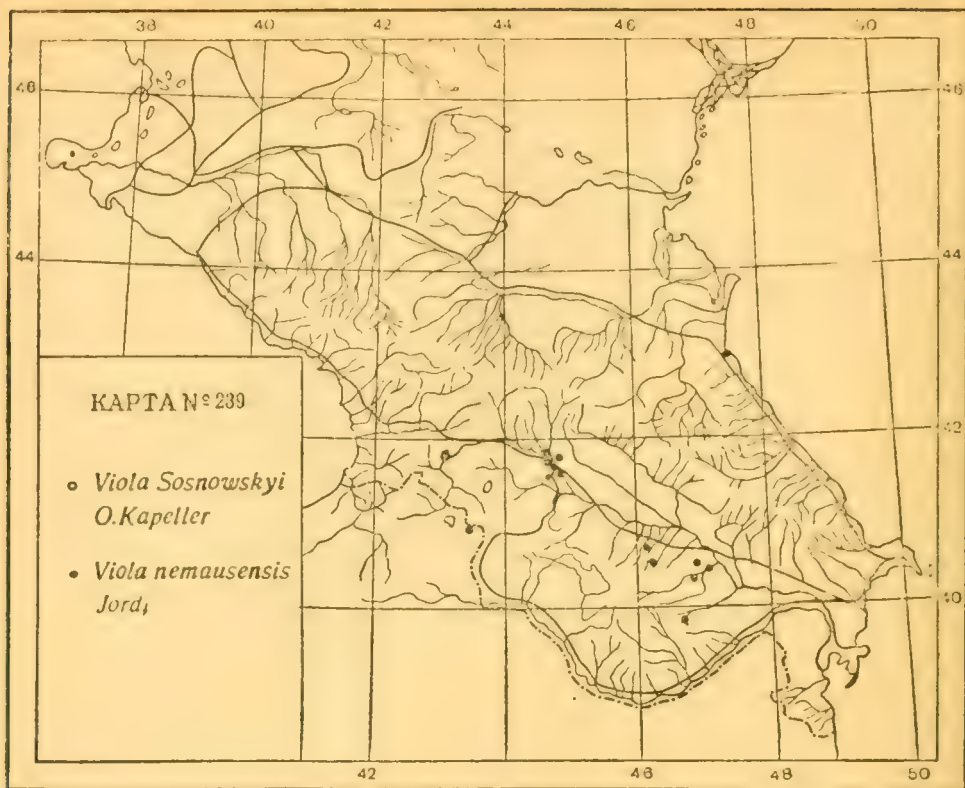 38 40 42 44 46 48 50
46 46
44 44
КАРТА № 239
42
Viola Sosnowskyi
O. Kapeller
Viola nemausensis
Jord.
40
42 46 48 50